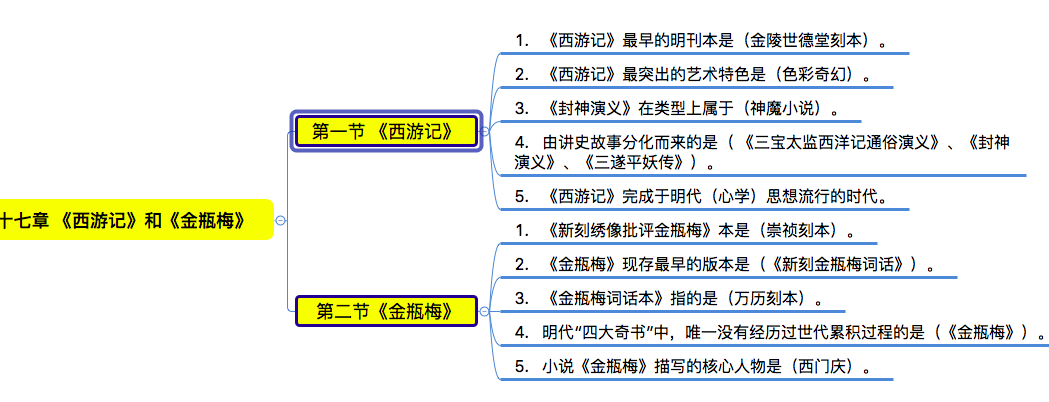 十七章 《西游记》和《金瓶梅》
第一节 《西游记》
1. 《西游记》最早的明刊本是（金陵世德堂刻本）。
2. 《西游记》最突出的艺术特色是（色彩奇幻）。
3. 《封神演义》在类型上属于（神魔小说）。
4. 由讲史故事分化而来的是（ 《三宝太监西洋记通俗演义》、《封神
演义》、《三遂平妖传》）。
5. 《西游记》完成于明代（心学）思想流行的时代。
第二节《金瓶梅》
1. 《新刻绣像批评金瓶梅》本是（崇祯刻本）。
2. 《金瓶梅》现存最早的版本是（《新刻金瓶梅词话》）。
3. 《金瓶梅词话本》指的是（万历刻本）。
4. 明代“四大奇书”中，唯一没有经历过世代累积过程的是（《金瓶梅》）。
5. 小说《金瓶梅》描写的核心人物是（西门庆）。